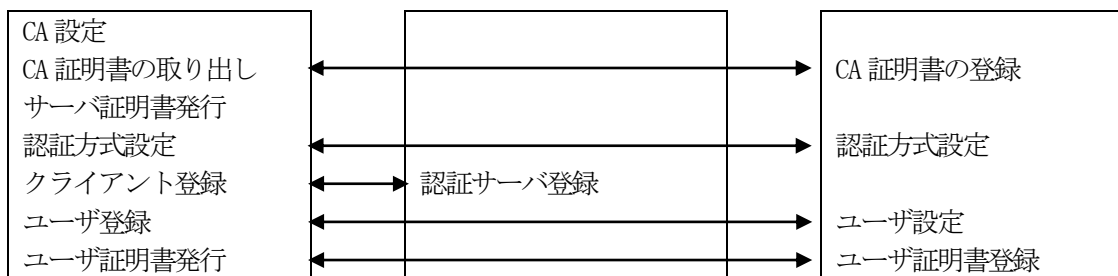 CA 設定
CA 証明書の取り出し
CA 証明書の登録
サーバ証明書発行
認証方式設定
認証方式設定
クライアント登録
認証サーバ登録
ユーザ登録
ユーザ設定
ユーザ証明書発行
ユーザ証明書登録